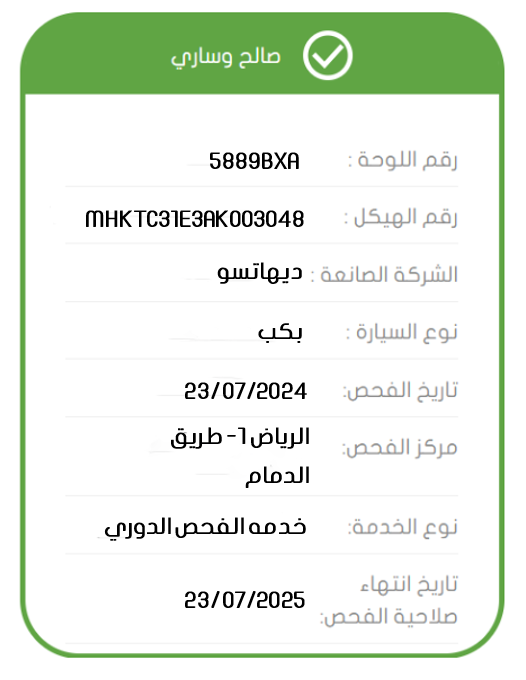 صالح وساري
رقم اللوحة : 5889BXA
رقم الهيكل : MHKTC31E3AK003048
الشركة الصانعة : ديهاتسو
نوع السيارة : بكب
تاريخ الفحص: 23/07/2024
مركز الفحص: الرياض 6- طريق
الدمام
نوع الخدمة: خدمه الفحص الدوري
تاريخ انتهاء
صلاحية الفحص: 23/07/2025